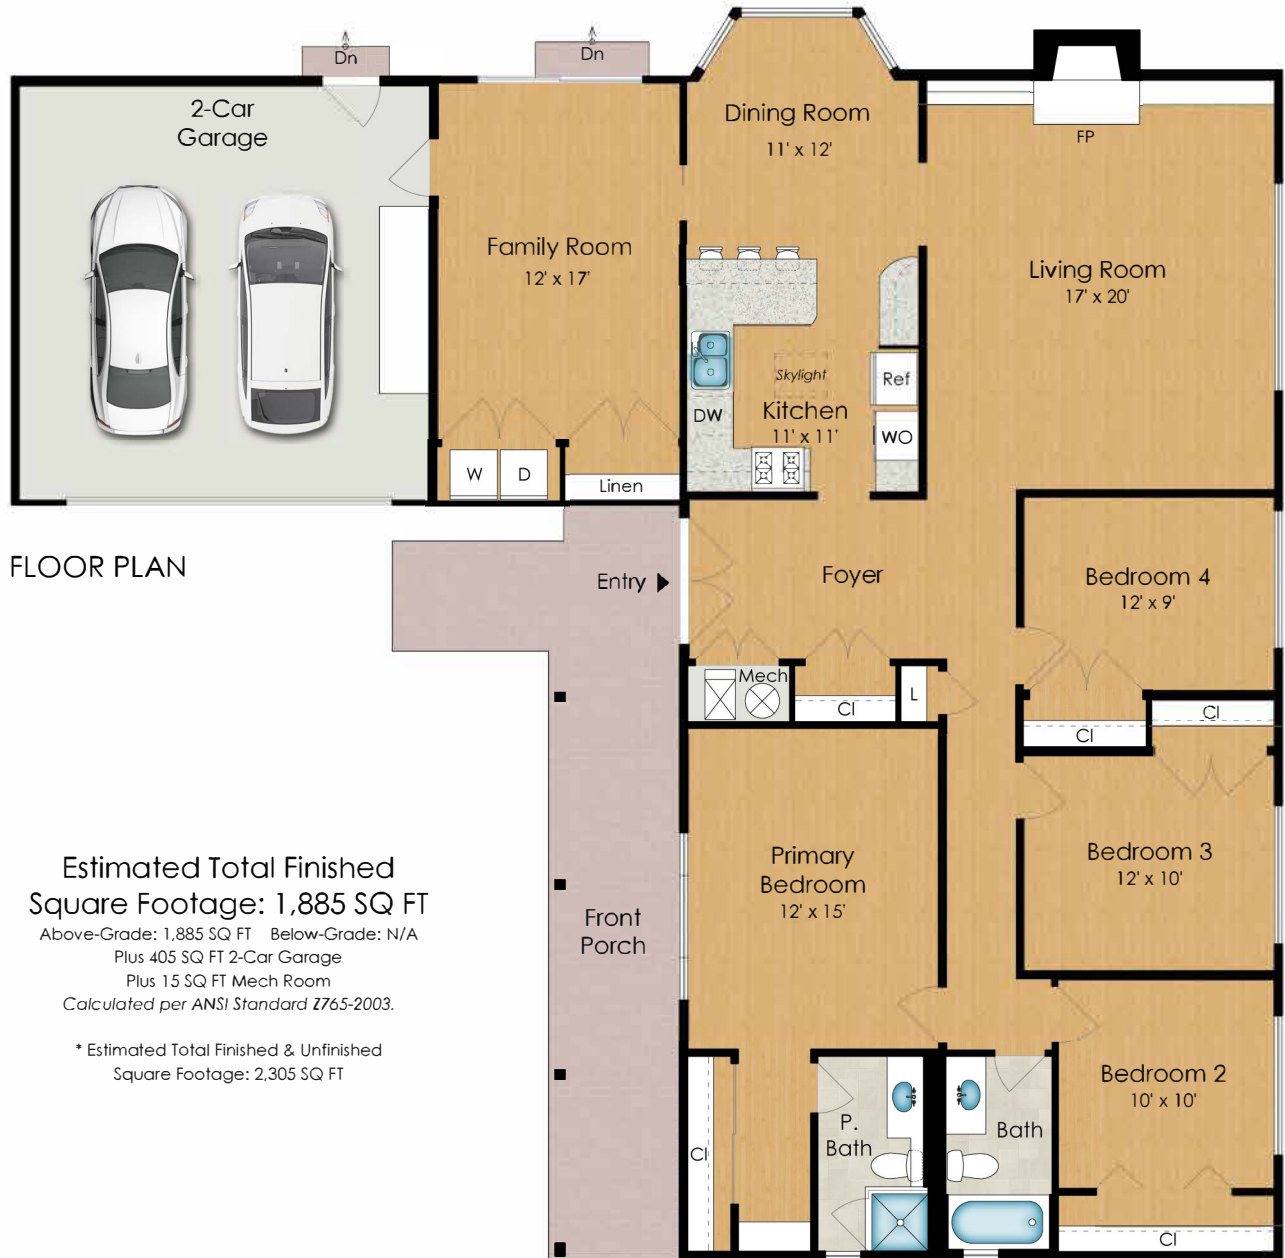 Dn
Dn
2-Car
Garage
Dining Room
11' x 12'
FP
Family Room
12' x 17'
Living Room
17' x 20'
Skylight
Ref
Kitchen
11' x 11'
DW
WO
W
D
Linen
FLOOR PLAN
Entry
Foyer
Bedroom 4
12' x 9'
Mech
L
Cl
Cl
Cl
Primary
Bedroom
12' x 15'
Bedroom 3
12' x 10'
Estimated Total Finished
Square Footage: 1,885 SQ FT
Above-Grade: 1,885 SQ FT Below-Grade: N/A
Plus 405 SQ FT 2-Car Garage
Plus 15 SQ FT Mech Room
Calculated per ANSI Standard Z765-2003.
* Estimated Total Finished & Unfinished
Square Footage: 2,305 SQ FT
Front
Porch
Bedroom 2
10' x 10'
P.
Bath
Bath
Cl
Cl